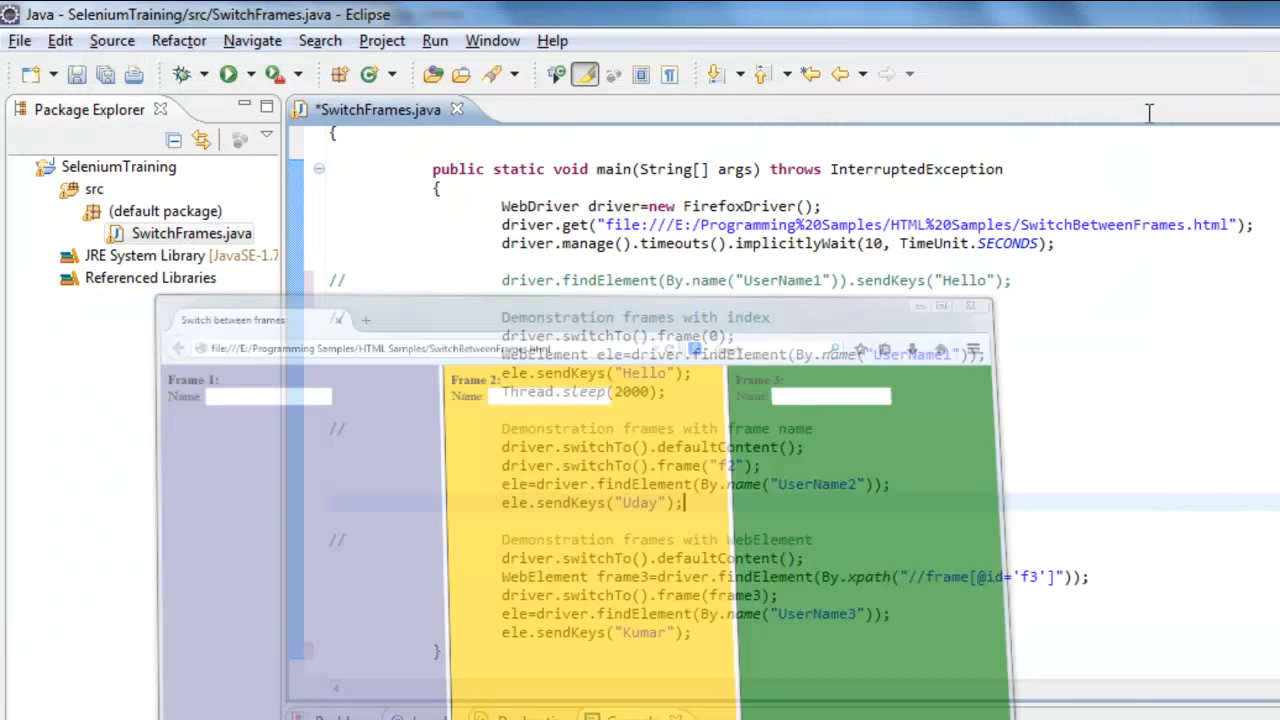 Java - SeleniumTraining/src/SwitchFrames.java - Eclipse
File Edit Source Refactor Navigate Search Project Run Window Help
Package Explorer
SeleniumTraining
src
(default package)
SwitchFrames.java
JRE System Library [JavaSE-1.7
Referenced Libraries
*SwitchFrames.java
{
public static void main(String[] args) throws InterruptedException
{
WebDriver driver=new FirefoxDriver();
driver.get("file:///E:/Programming%20Samples/HTML%20Samples/SwitchBetweenFrames.html");
driver.manage().timeouts().implicitlyWait(10, TimeUnit.SECONDS);
// driver.findElement(By.name("UserName1")).sendKeys("Hello");
// Demonstration frames with index
driver.switchTo().frame(0);
WebElement ele=driver.findElement(By.name("UserName1"));
ele.sendKeys("Hello");
Thread.sleep(2000);
// Demonstration frames with frame name
driver.switchTo().defaultContent();
driver.switchTo().frame("f2");
ele=driver.findElement(By.name("UserName2"));
ele.sendKeys("Uday");
// Demonstration frames with WebElement
driver.switchTo().defaultContent();
WebElement frame3=driver.findElement(By.xpath("//frame[@id='f3']"));
driver.switchTo().frame(frame3);
ele=driver.findElement(By.name("UserName3"));
ele.sendKeys("Kumar");
}
Switch between frames
file:///E:/Programming Samples/HTML Samples/SwitchBetweenFrames.html
Frame 1:
Name:
Frame 2:
Name:
Frame 3:
Name: